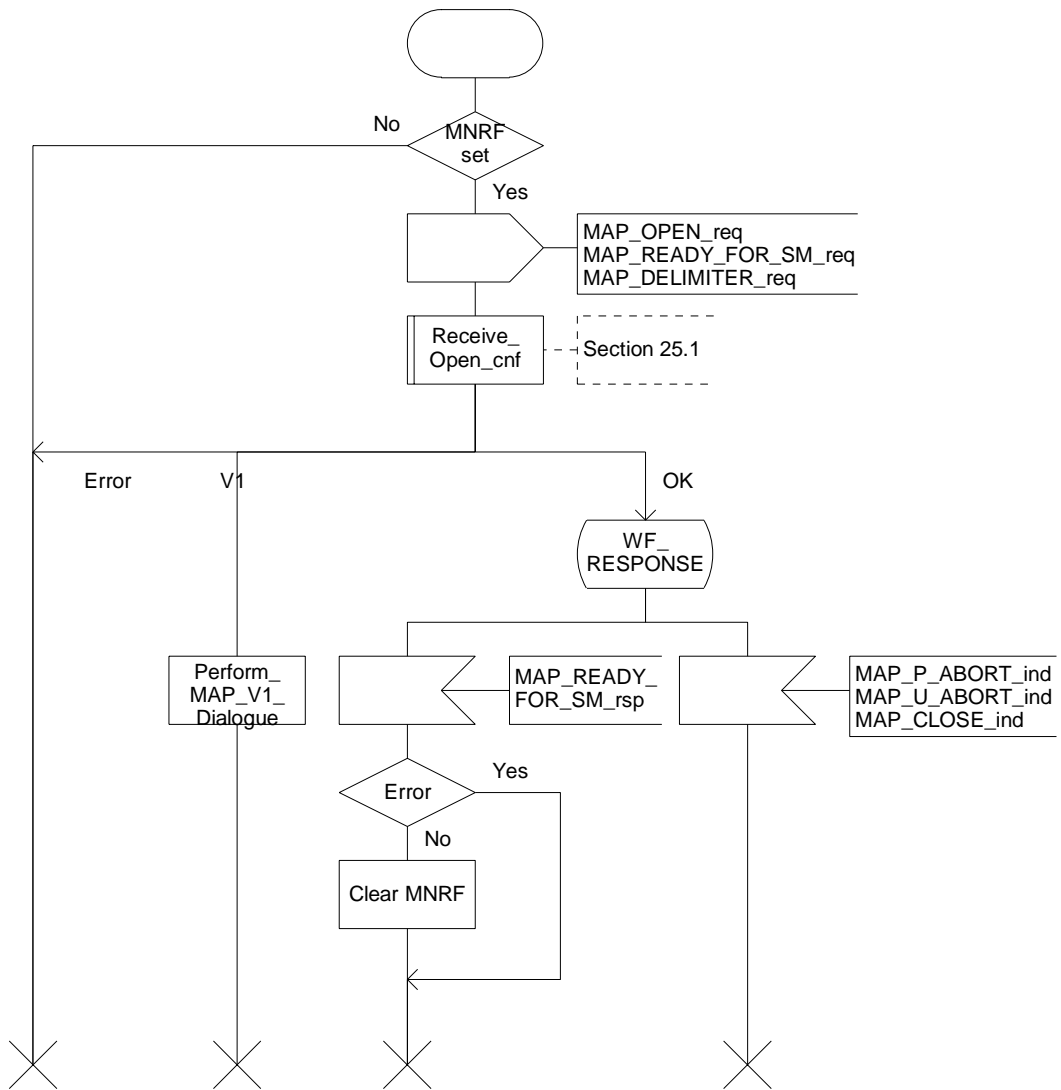 No
MNRF
set
Yes
MAP_OPEN_req
MAP_READY_FOR_SM_req
MAP_DELIMITER_req
Receive_
Open_cnf
Section 25.1
Error
V1
OK
WF_
RESPONSE
Perform_
MAP_V1_
Dialogue
MAP_READY_
FOR_SM_rsp
MAP_P_ABORT_ind
MAP_U_ABORT_ind
MAP_CLOSE_ind
Error
Yes
No
Clear MNRF